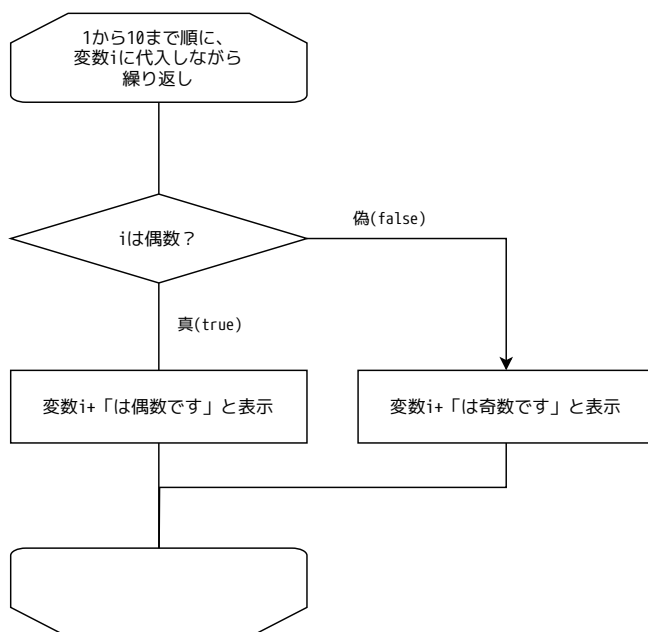 1から10まで順に、
変数iに代入しながら
繰り返し
iは偶数？
偽(false)
真(true)
変数i+「は偶数です」と表示
変数i+「は奇数です」と表示